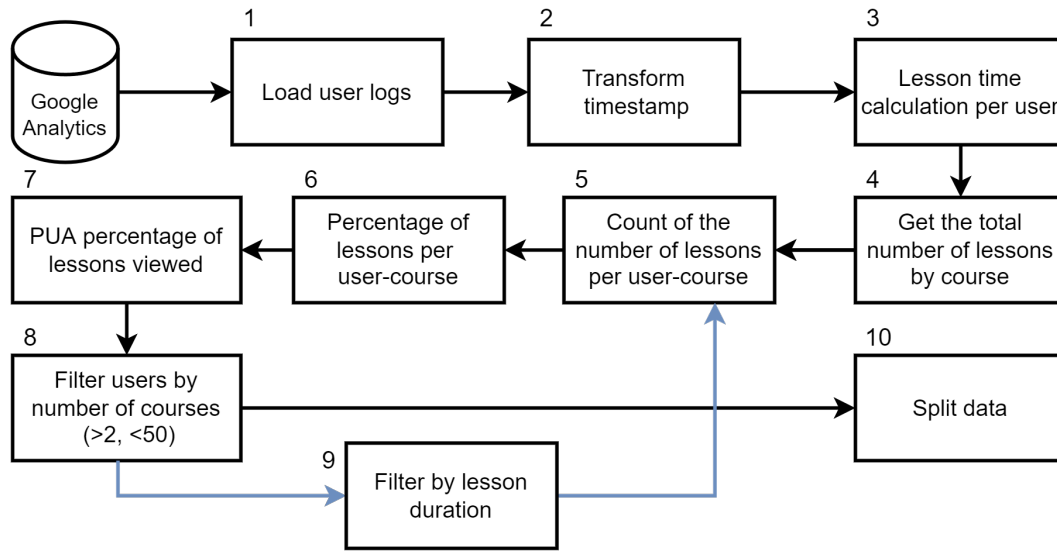 1
2
3
Google
Analytics
Load user logs
Transform
timestamp
Lesson time
calculation per user
7
6
5
4
PUA percentage of
lessons viewed
Percentage of
lessons per
user-course
Count of the
number of lessons
per user-course
Get the total
number of lessons
by course
8
10
Filter users by
number of courses
(>2, <50)
Split data
9
Filter by lesson
duration